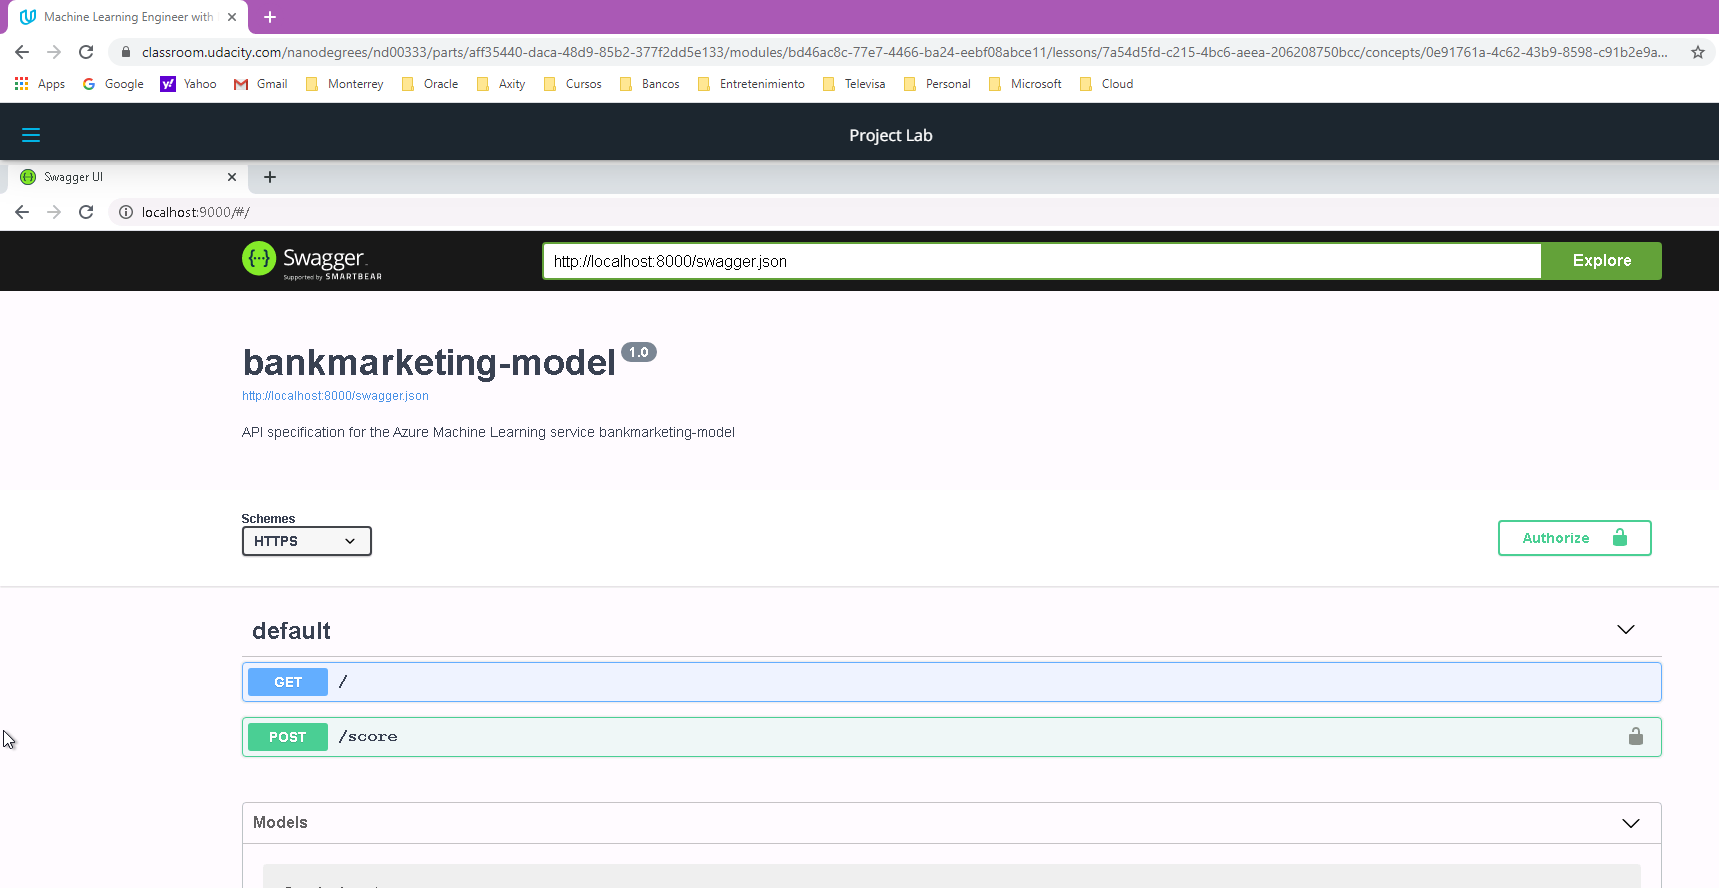 Machine Learning Engineer with
classroom.udacity.com/nanodegrees/nd00333/parts/aff35440-daca-48d9-85b2-377f2dd5e133/modules/bd46ac8c-77e7-4466-ba24-eebf08abce11/lessons/7a54d5fd-c215-4bc6-aeea-206208750bcc/concepts/0e91761a-4c62-43b9-8598-c91b2e9a...
Apps Google Yahoo Gmail Monterrey Oracle Axity Cursos Bancos Entretenimiento Televisa Personal Microsoft Cloud
Project Lab
Swagger UI
localhost:9000/#/
Swagger
Supported by SMARTBEAR
http://localhost:8000/swagger.json
Explore
bankmarketing-model 1.0
http://localhost:8000/swagger.json
API specification for the Azure Machine Learning service bankmarketing-model
Schemes
HTTPS
Authorize
default
GET /
POST /score
Models